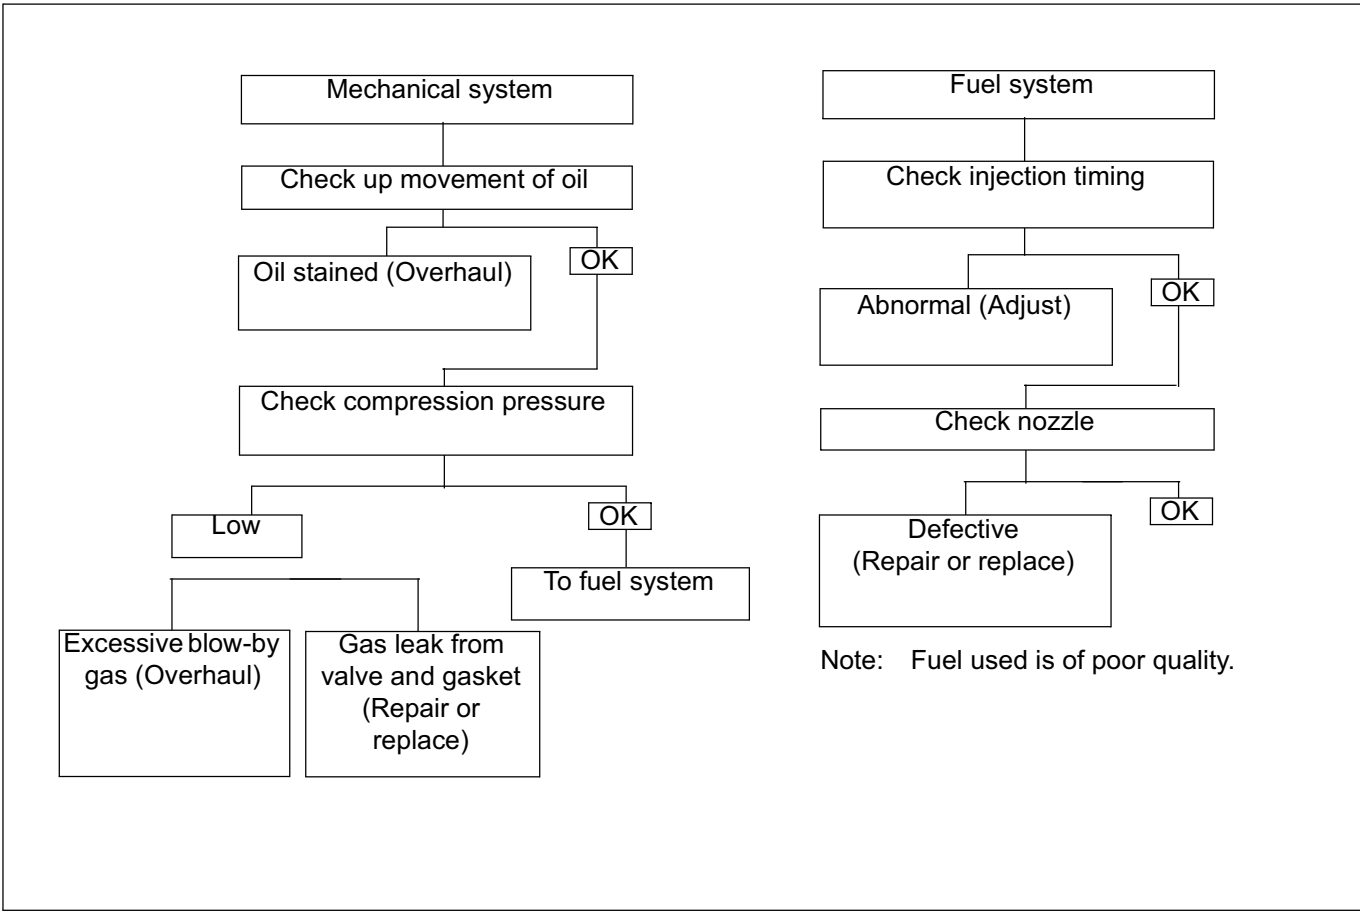 Mechanical system
Check up movement of oil
Oil stained (Overhaul)
OK
Check compression pressure
Low
OK
To fuel system
Excessive blow-by
gas (Overhaul)
Gas leak from
valve and gasket
(Repair or
replace)
Fuel system
Check injection timing
Abnormal (Adjust)
OK
Check nozzle
Defective
(Repair or replace)
OK
Note: Fuel used is of poor quality.